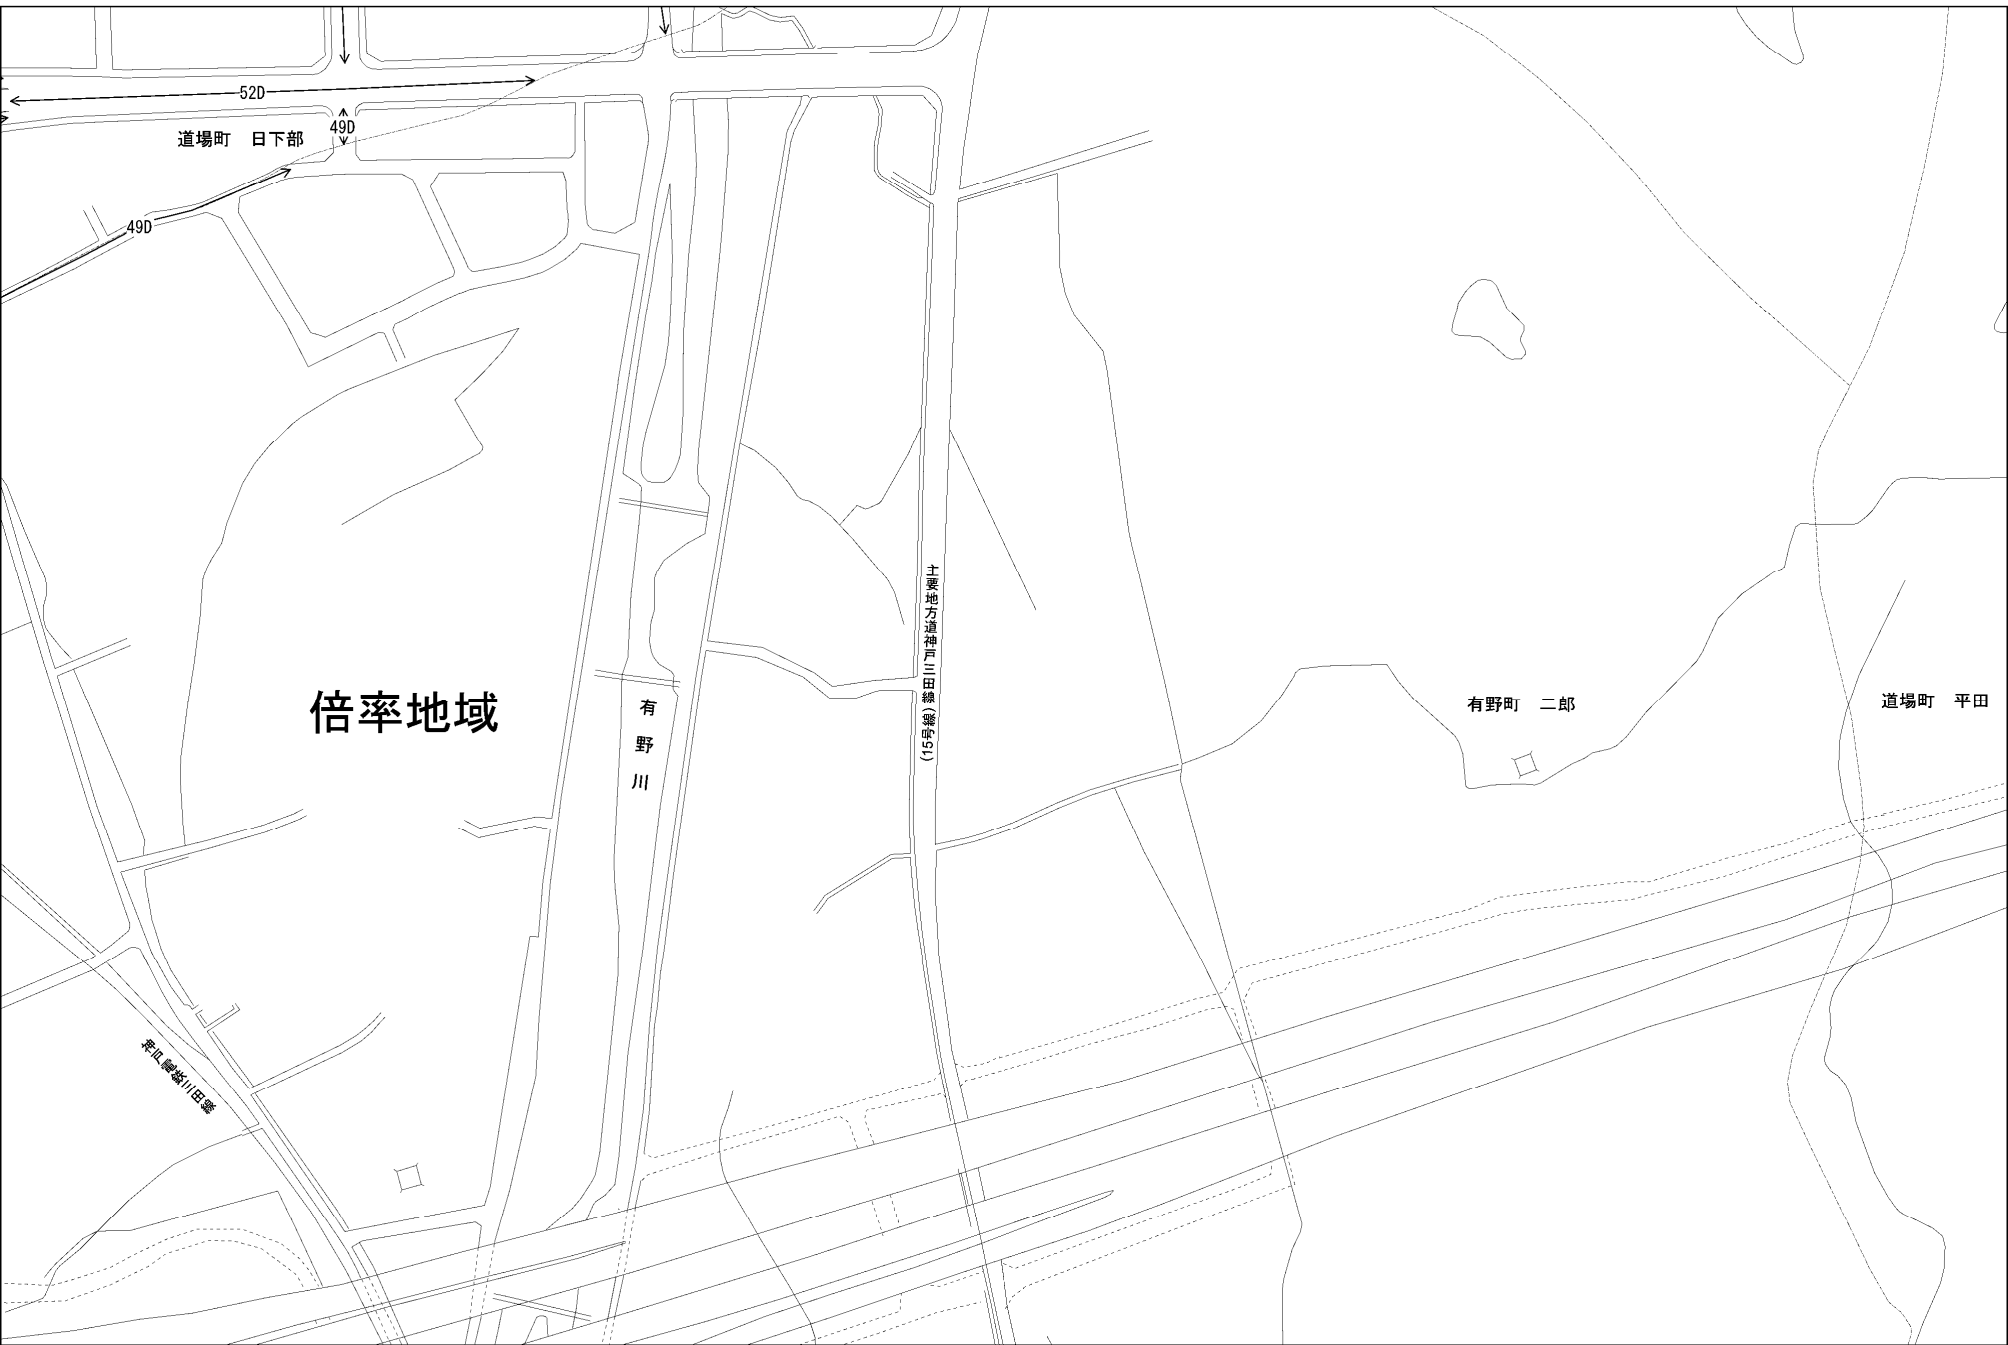 52D
49D
道場町　日下部
49D
主要地方道神戸三田線
(15号線)
倍率地域
有野川
有野町　二郎
道場町　平田
神戸電鉄三田線